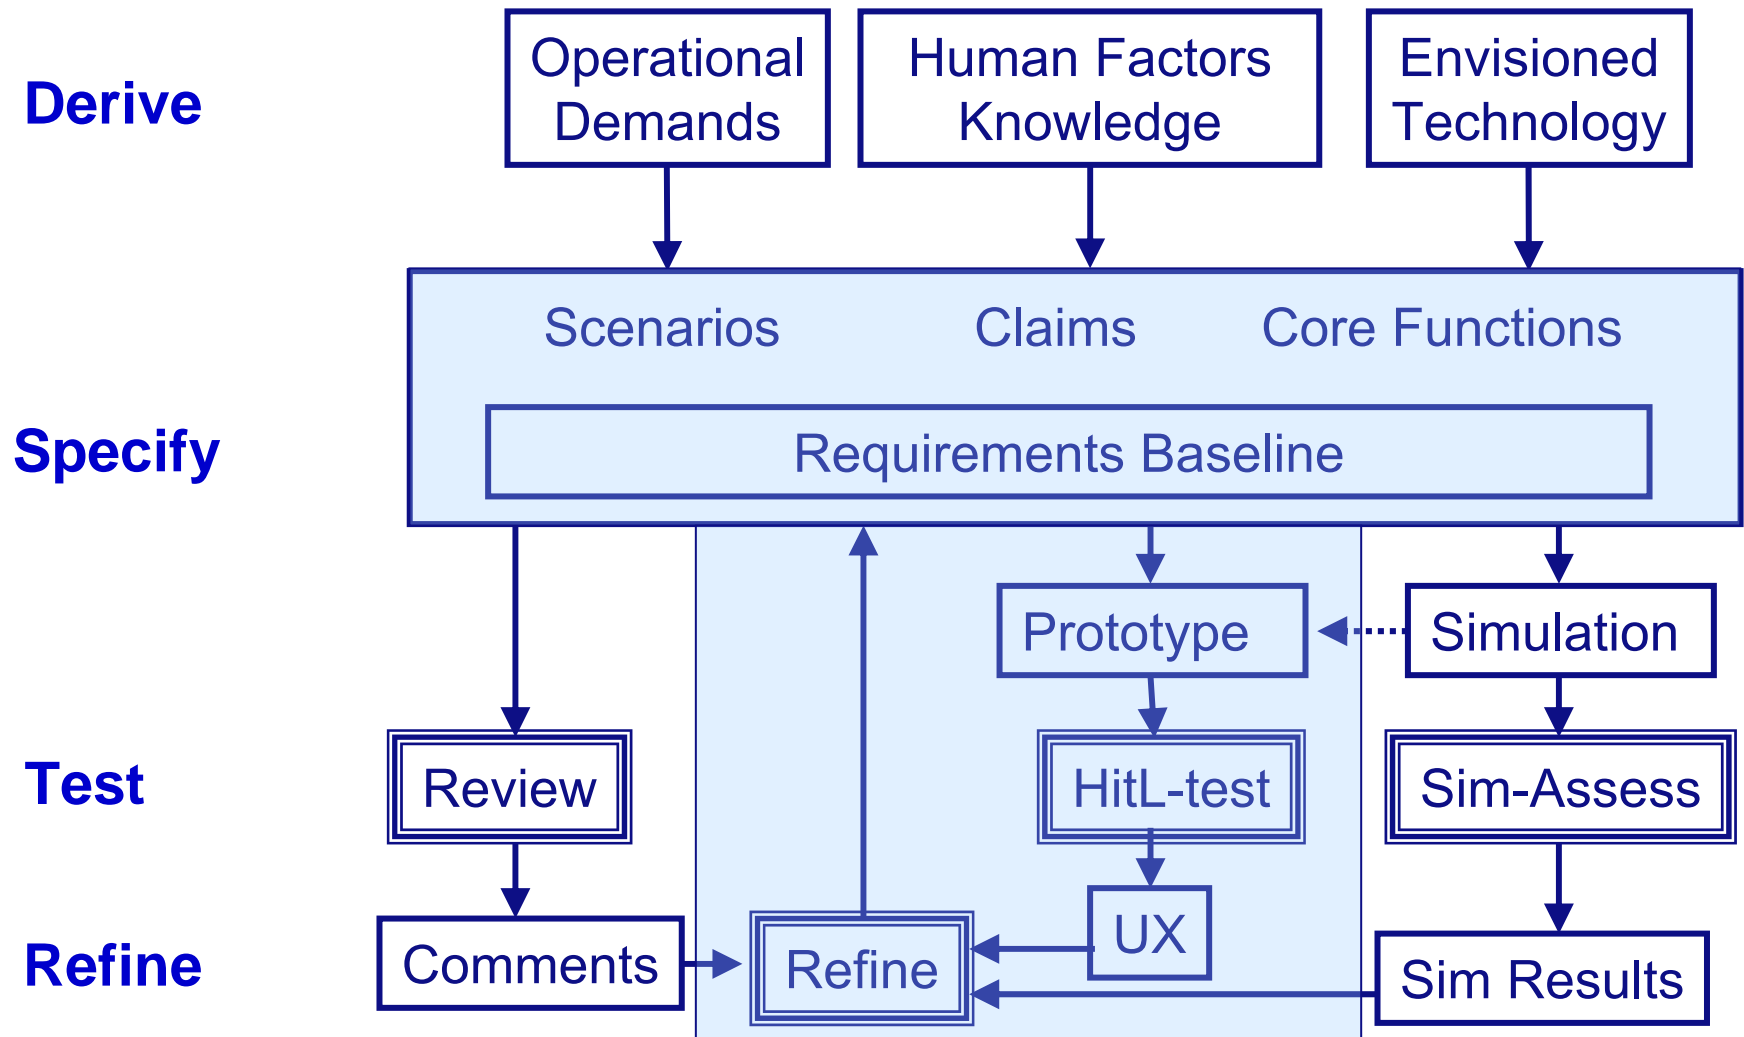 Derive
Operational
Demands
Human Factors
Knowledge
Envisioned
Technology
Specify
Scenarios
Claims
Core Functions
Requirements Baseline
Prototype
Simulation
Test
Review
HitL-test
Sim-Assess
Refine
Comments
Refine
UX
Sim Results